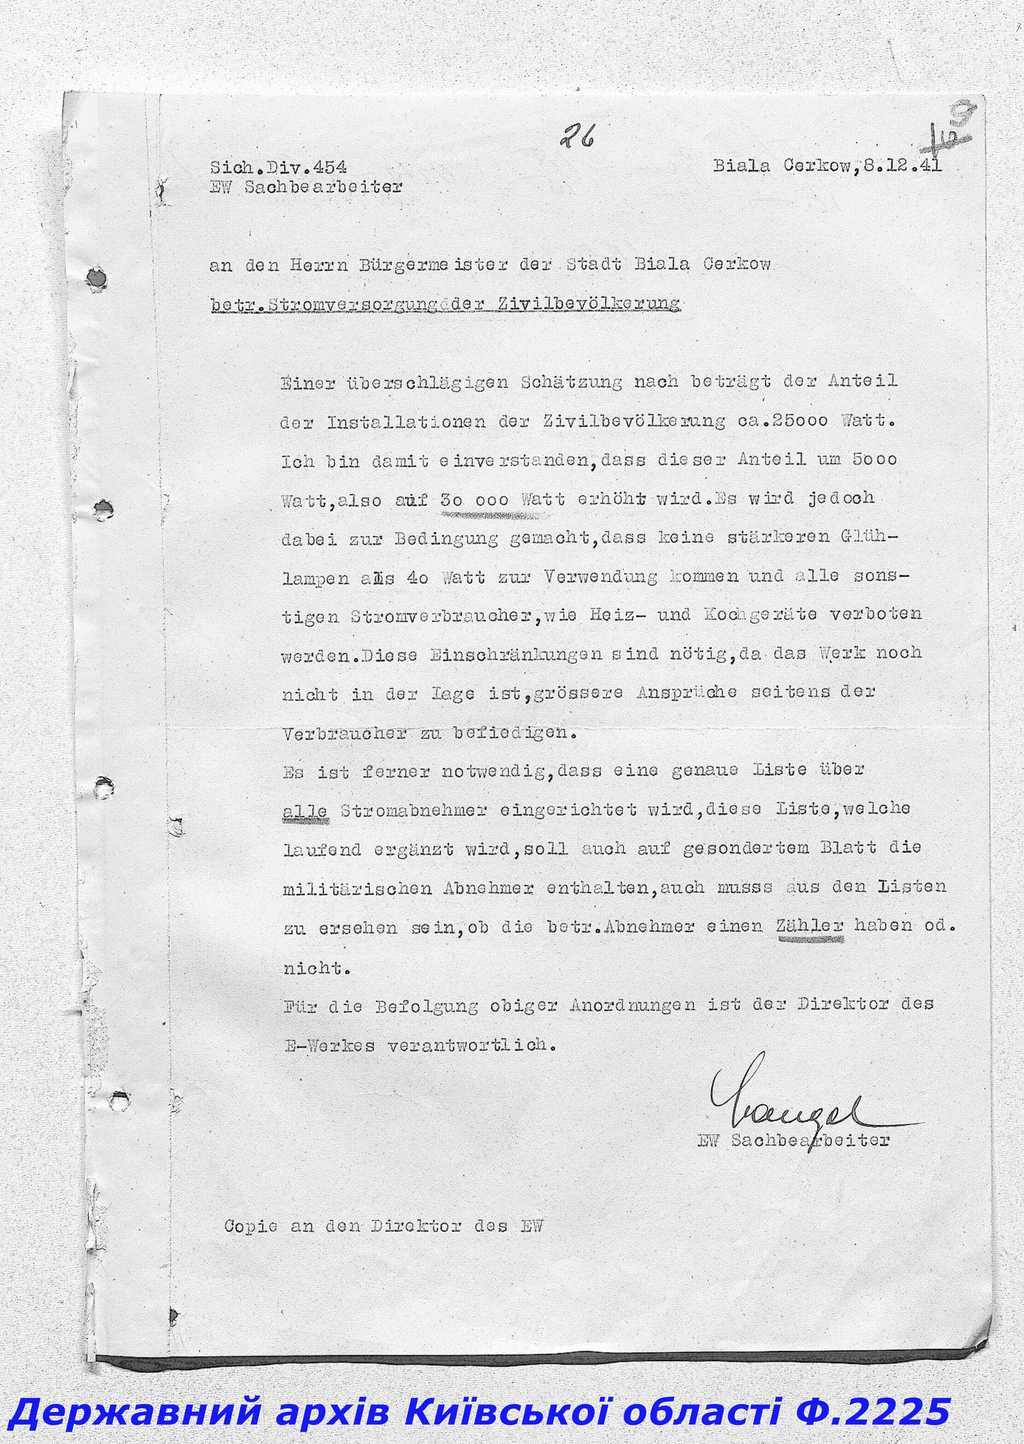 26
9
Sich.Div.454
Biala Cerkow,8.12.41
EW Sachbearbeiter
an den Herrn Bürgermeister der Stadt Biala Cerkow
betr.Stromversorgung der Zivilbevölkerung
Einer überschlägigen Schätzung nach beträgt der Anteil
der Installationen der Zivilbevölkerung ca.25000 Watt.
Ich bin damit einverstanden,dass dieser Anteil um 5000
Watt,also auf 30 000 Watt erhöht wird.Es wird jedoch
dabei zur Bedingung gemacht,dass keine stärkeren Glüh-
lampen als 40 Watt zur Verwendung kommen und alle sons-
tigen Stromverbraucher,wie Heiz- und Kochgeräte verboten
werden.Diese Einschränkungen sind nötig,da das Werk noch
nicht in der Lage ist,grössere Ansprüche seitens der
Verbraucher zu befiedigen.
Es ist ferner notwendig,dass eine genaue Liste über
alle Stromabnehmer eingerichtet wird,diese Liste,welche
laufend ergänzt wird,soll auch auf gesondertem Blatt die
militärischen Abnehmer enthalten,auch musss aus den Listen
zu ersehen sein,ob die betr.Abnehmer einen Zähler haben od.
nicht.
Für die Befolgung obiger Anordnungen ist der Direktor des
E-Werkes verantwortlich.
EW Sachbearbeiter
Copie an den Direktor des EW
Державний архів Київської області Ф.2225